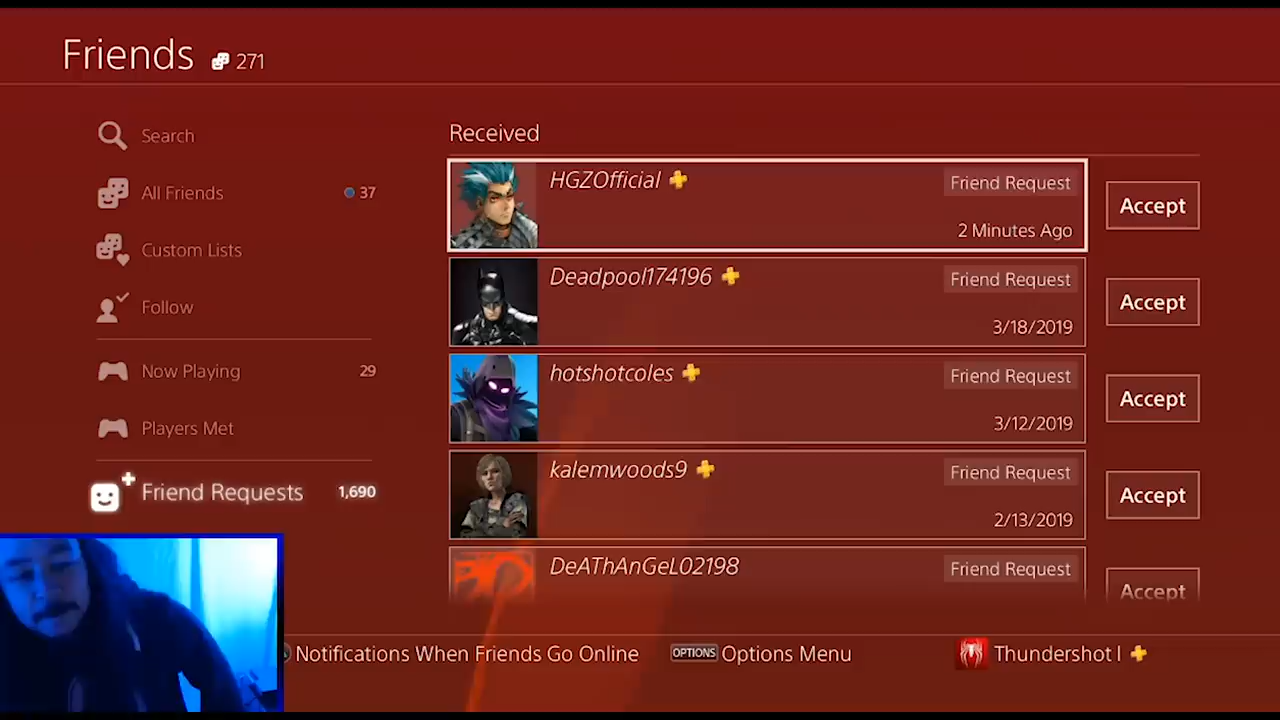 Friends 271
Search
All Friends 37
Custom Lists
Follow
Now Playing 29
Players Met
Friend Requests 1,690
Received
HGZOfficial Friend Request
2 Minutes Ago
Accept
Deadpool174196 Friend Request
3/18/2019
Accept
hotshotcoles Friend Request
3/12/2019
Accept
kalemwoods9 Friend Request
2/13/2019
Accept
DeAThAnGeL02198 Friend Request
Accept
Notifications When Friends Go Online OPTIONS Options Menu Thundershot I